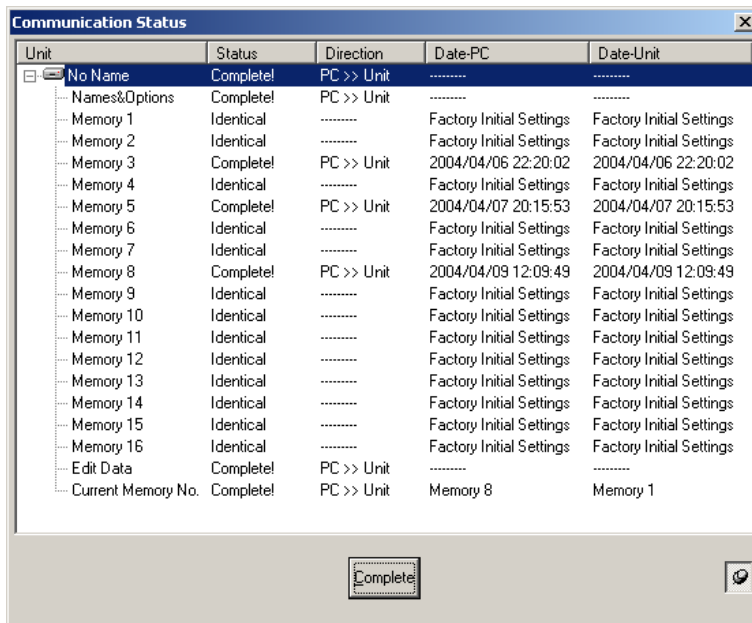 Communication Status
Unit Status Direction Date-PC Date-Unit
No Name Complete! PC >> Unit --------- ---------
Names&Options Complete! PC >> Unit --------- ---------
Memory 1 Identical --------- Factory Initial Settings Factory Initial Settings
Memory 2 Identical --------- Factory Initial Settings Factory Initial Settings
Memory 3 Complete! PC >> Unit 2004/04/06 22:20:02 2004/04/06 22:20:02
Memory 4 Identical --------- Factory Initial Settings Factory Initial Settings
Memory 5 Complete! PC >> Unit 2004/04/07 20:15:53 2004/04/07 20:15:53
Memory 6 Identical --------- Factory Initial Settings Factory Initial Settings
Memory 7 Identical --------- Factory Initial Settings Factory Initial Settings
Memory 8 Complete! PC >> Unit 2004/04/09 12:09:49 2004/04/09 12:09:49
Memory 9 Identical --------- Factory Initial Settings Factory Initial Settings
Memory 10 Identical --------- Factory Initial Settings Factory Initial Settings
Memory 11 Identical --------- Factory Initial Settings Factory Initial Settings
Memory 12 Identical --------- Factory Initial Settings Factory Initial Settings
Memory 13 Identical --------- Factory Initial Settings Factory Initial Settings
Memory 14 Identical --------- Factory Initial Settings Factory Initial Settings
Memory 15 Identical --------- Factory Initial Settings Factory Initial Settings
Memory 16 Identical --------- Factory Initial Settings Factory Initial Settings
Edit Data Complete! PC >> Unit --------- ---------
Current Memory No. Complete! PC >> Unit Memory 8 Memory 1
Complete